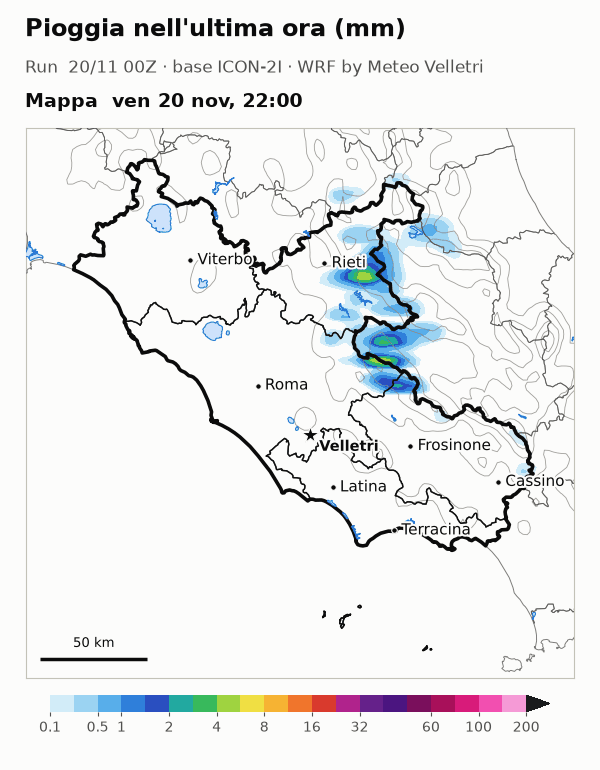 Pioggia nell'ultima ora (mm)
Run  20/11 00Z · base ICON-2I · WRF by Meteo Velletri
Mappa  ven 20 nov, 22:00
Viterbo
Rieti
Roma
Velletri
Frosinone
Latina
Cassino
Terracina
50 km
0.1 0.5 1 2 4 8 16 32 60 100 200